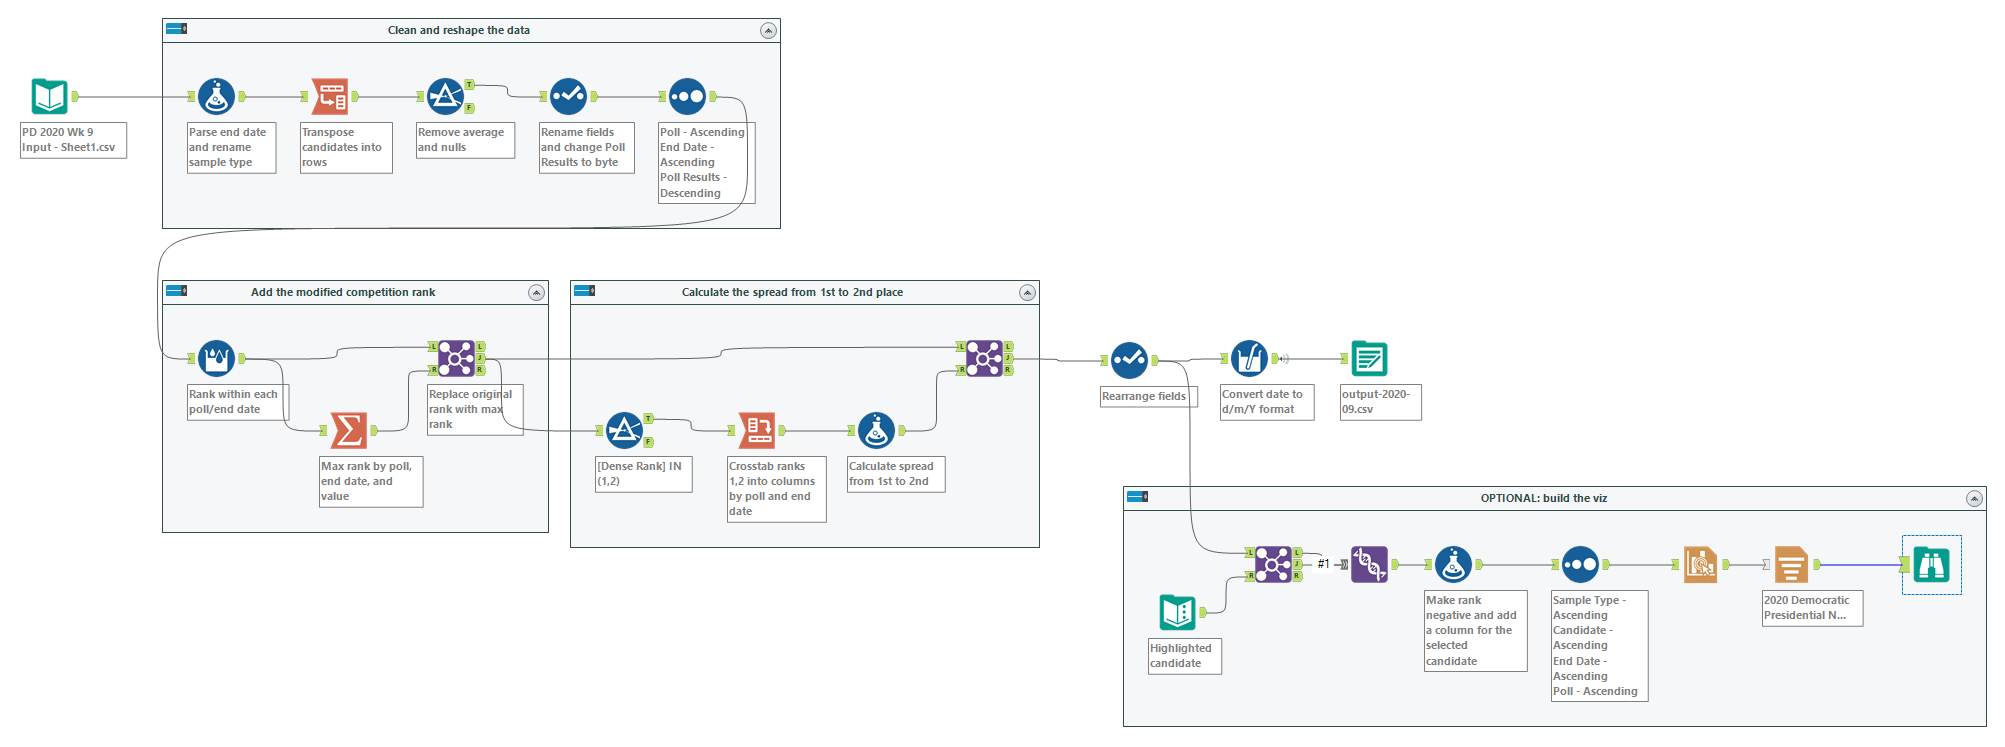 Clean and reshape the data
PD 2020 Wk 9
Input - Sheet1.csv
Parse end date
and rename
sample type
Transpose
candidates into
rows
T
F
Remove average
and nulls
Rename fields
and change Poll
Results to byte
Poll - Ascending
End Date -
Ascending
Poll Results -
Descending
Add the modified competition rank
Rank within each
poll/end date
Max rank by poll,
end date, and
value
L
R
L
J
R
Replace original
rank with max
rank
Calculate the spread from 1st to 2nd place
T
F
[Dense Rank] IN
(1,2)
Crosstab ranks
1,2 into columns
by poll and end
date
Calculate spread
from 1st to 2nd
L
R
L
J
R
Rearrange fields
Convert date to
d/m/Y format
output-2020-
09.csv
OPTIONAL: build the viz
Highlighted
candidate
L
R
L
J
R
#1
Make rank
negative and add
a column for the
selected
candidate
Sample Type -
Ascending
Candidate -
Ascending
End Date -
Ascending
Poll - Ascending
2020 Democratic
Presidential N...